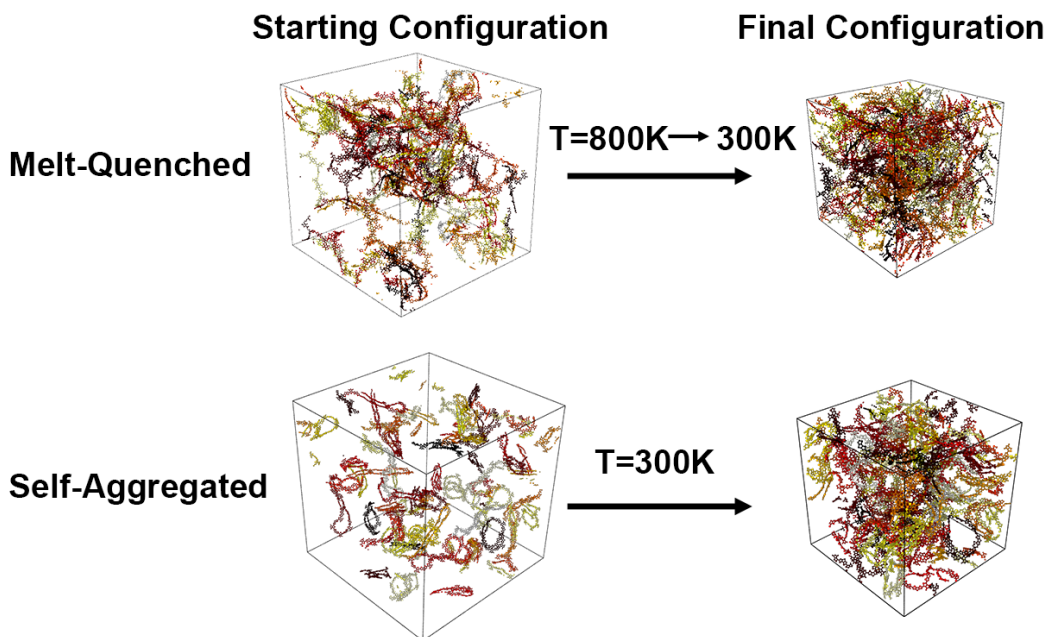 Starting Configuration
Final Configuration
Melt-Quenched
T=800K→ 300K
Self-Aggregated
T=300K